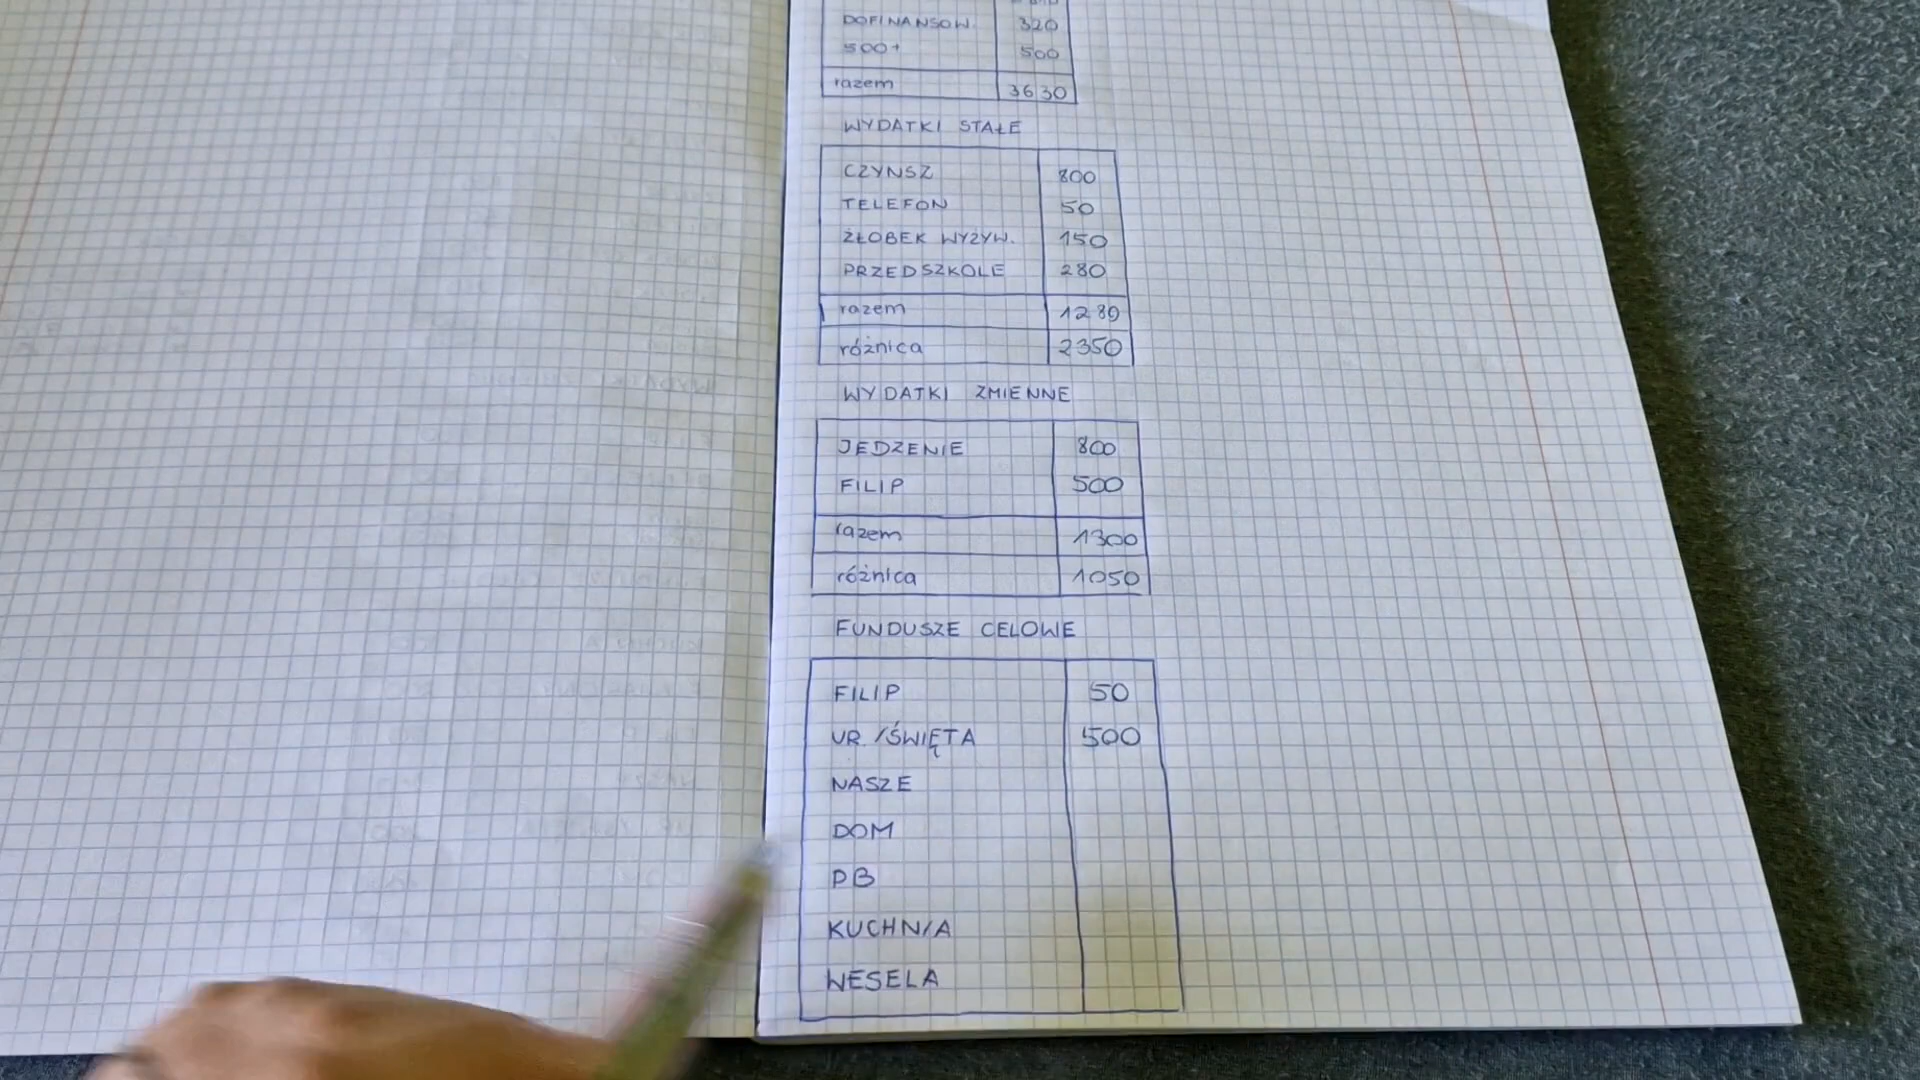 DOFINANSOW. 320
500+ 500
razem 3630
WYDATKI STAŁE
CZYNSZ 800
TELEFON 50
ŻŁOBEK WYŻYW. 150
PRZEDSZKOLE 280
razem 1280
różnica 2350
WYDATKI ZMIENNE
JEDZENIE 800
FILIP 500
razem 1300
różnica 1050
FUNDUSZE CELOWE
FILIP 50
UR./ŚWIĘTA 500
NASZE
DOM
PB
KUCHNIA
WESELA